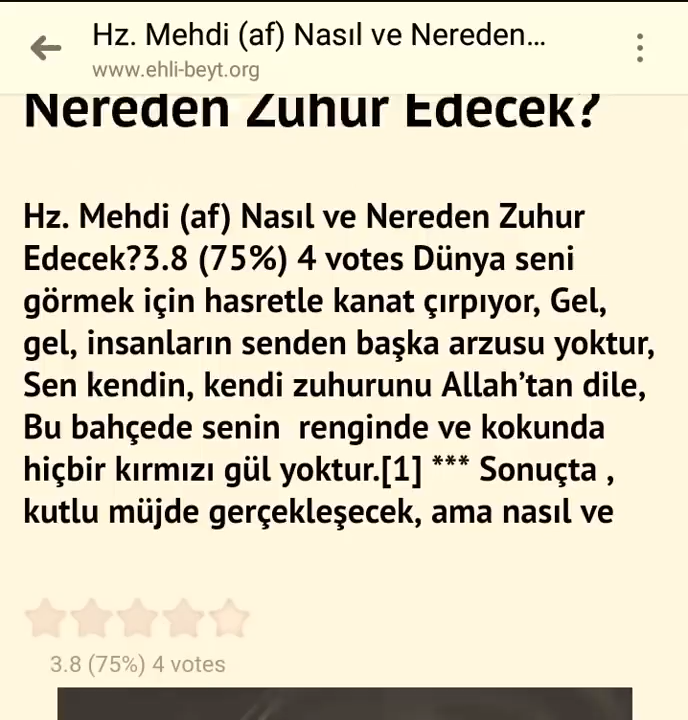 Hz. Mehdi (af) Nasıl ve Nereden...
www.ehli-beyt.org
Nereden Zuhur Edecek?
Hz. Mehdi (af) Nasıl ve Nereden Zuhur
Edecek?3.8 (75%) 4 votes Dünya seni
görmek için hasretle kanat çırpıyor, Gel,
gel, insanların senden başka arzusu yoktur,
Sen kendin, kendi zuhurunu Allah’tan dile,
Bu bahçede senin  renginde ve kokunda
hiçbir kırmızı gül yoktur.[1] *** Sonuçta ,
kutlu müjde gerçekleşecek, ama nasıl ve
3.8 (75%) 4 votes